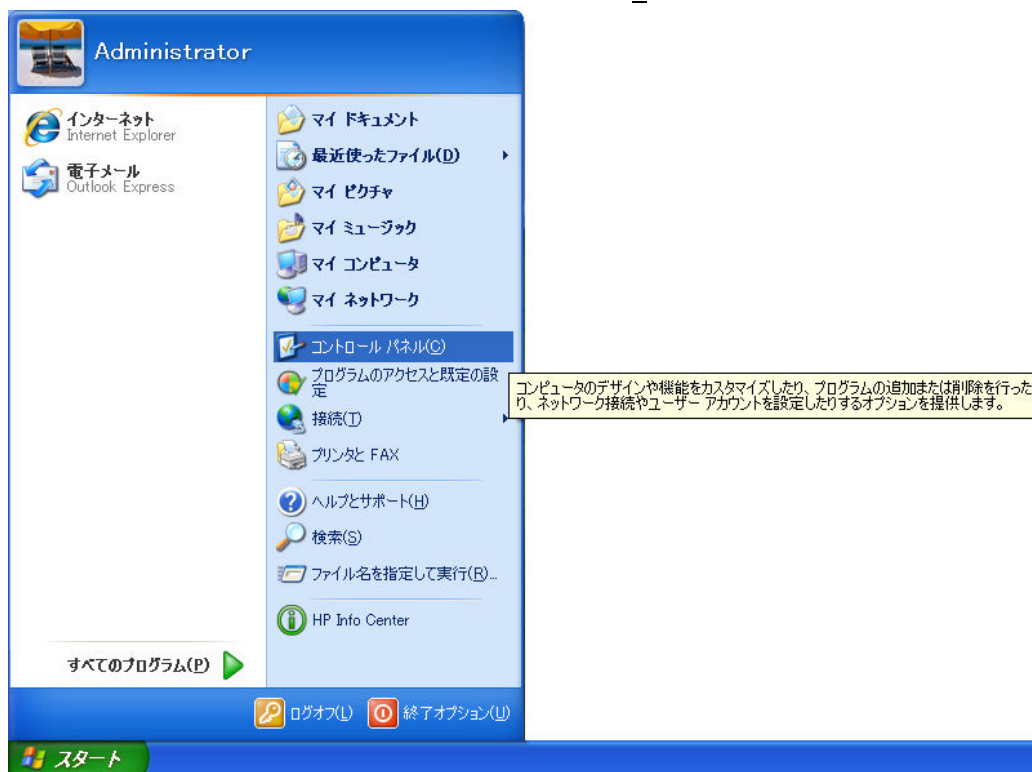 Administrator
インターネット
Internet Explorer
電子メール
Outlook Express
すべてのプログラム(P)
マイ ドキュメント
最近使ったファイル(D)
マイ ピクチャ
マイ ミュージック
マイ コンピュータ
マイ ネットワーク
コントロール パネル(C)
プログラムのアクセスと既定の設
定
接続(T)
プリンタと FAX
ヘルプとサポート(H)
検索(S)
ファイル名を指定して実行(R)...
HP Info Center
コンピュータのデザインや機能をカスタマイズしたり、プログラムの追加または削除を行った
り、ネットワーク接続やユーザー アカウントを設定したりするオプションを提供します。
ログオフ(L)
終了オプション(U)
スタート